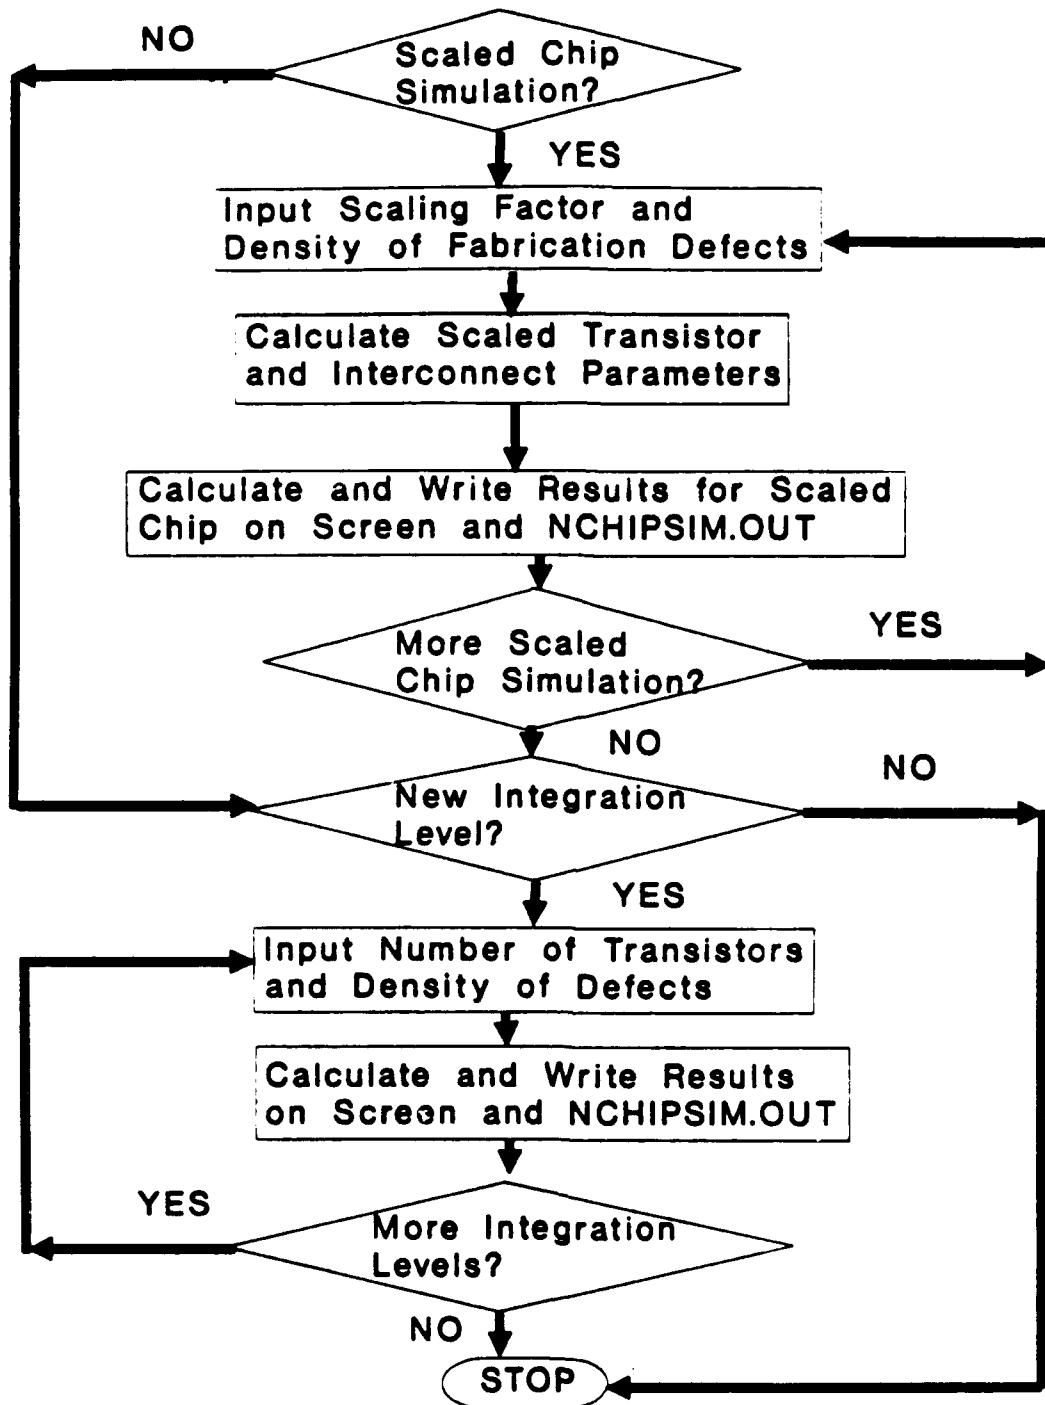 NO
Scaled Chip
Simulation?
YES
Input Scaling Factor and
Density of Fabrication Defects
Calculate Scaled Transistor
and Interconnect Parameters
Calculate and Write Results for Scaled
Chip on Screen and NCHIPSIM.OUT
More Scaled
Chip Simulation?
YES
NO
New Integration
Level?
NO
YES
Input Number of Transistors
and Density of Defects
Calculate and Write Results
on Screen and NCHIPSIM.OUT
YES
More Integration
Levels?
NO
STOP